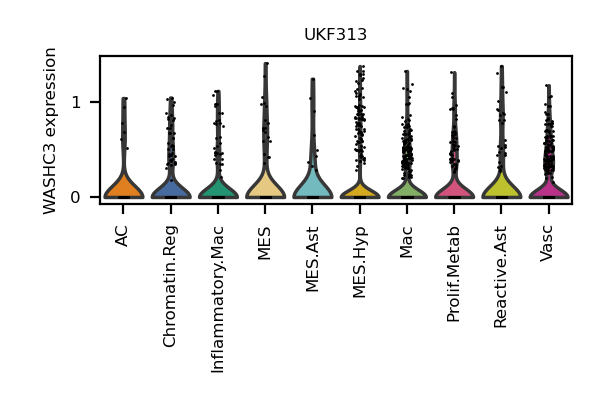 UKF313
WASHC3 expression
1
0
AC
Chromatin.Reg
Inflammatory.Mac
MES
MES.Ast
MES.Hyp
Mac
Prolif.Metab
Reactive.Ast
Vasc